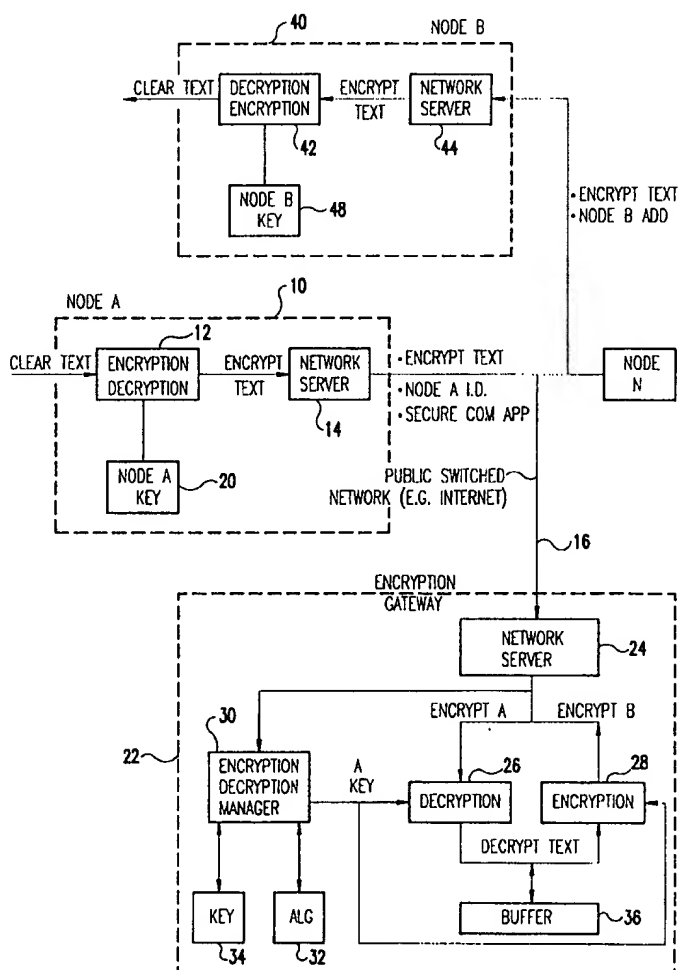 40
NODE B
CLEAR TEXT
DECRYPTION
ENCRYPTION
ENCRYPT
TEXT
NETWORK
SERVER
42
44
NODE B
KEY
48
• ENCRYPT TEXT
• NODE B ADD
NODE A
10
12
CLEAR TEXT
ENCRYPTION
DECRYPTION
ENCRYPT
TEXT
NETWORK
SERVER
14
• ENCRYPT TEXT
• NODE A I.D.
• SECURE COM APP
NODE
N
NODE A
KEY
20
PUBLIC SWITCHED
NETWORK (E.G. INTERNET)
16
ENCRYPTION
GATEWAY
NETWORK
SERVER
24
22
30
ENCRYPTION
DECRYPTION
MANAGER
A
KEY
ENCRYPT A
ENCRYPT B
26
28
DECRYPTION
ENCRYPTION
DECRYPT TEXT
KEY
ALG
BUFFER
36
34
32